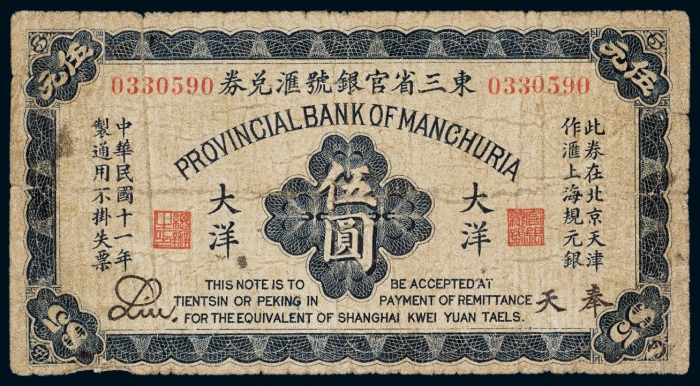 伍元
伍元
0330590 券兌滙號銀官省三東 0330590
PROVINCIAL BANK OF MANCHURIA
中華民國十一年
製通用不掛失票
此券在北京天津
作滙上海規元銀
大洋
伍圓
大洋
THIS NOTE IS TO BE ACCEPTED AT
TIENTSIN OR PEKING IN PAYMENT OF REMITTANCE
FOR THE EQUIVALENT OF SHANGHAI KWEI YUAN TAELS.
天奉
$5
$5